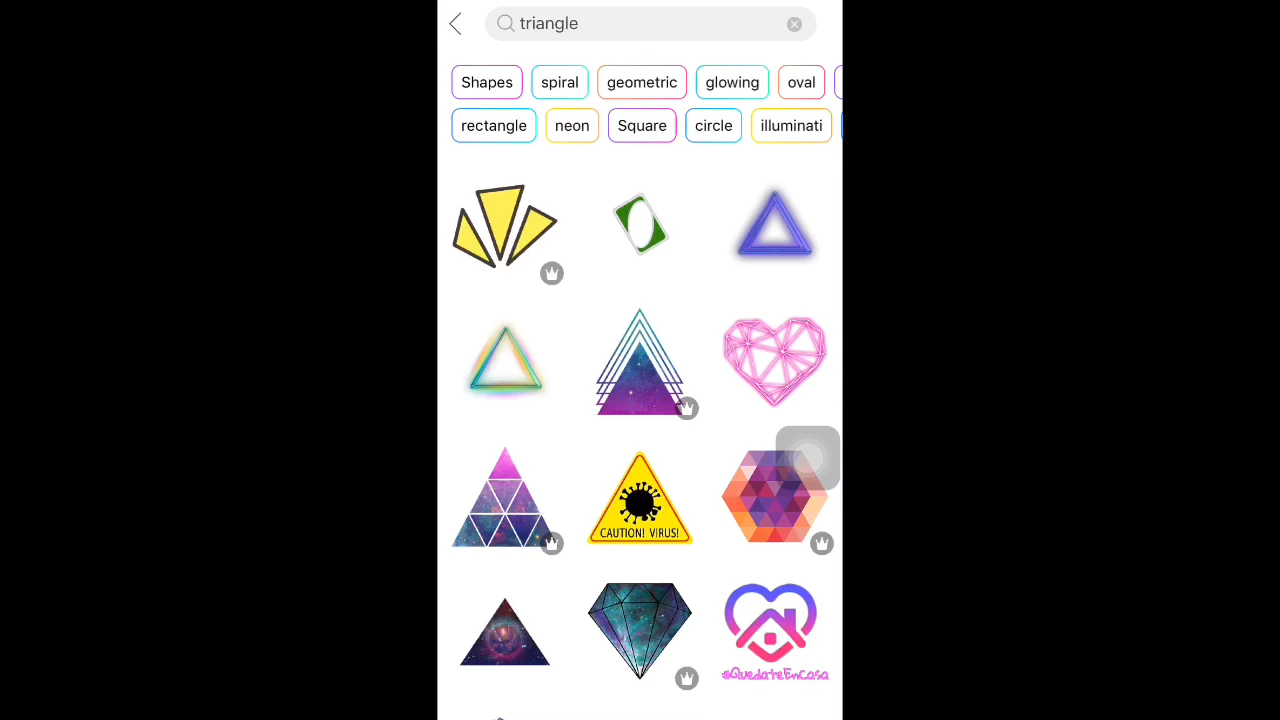 triangle
Shapes spiral geometric glowing oval
rectangle neon Square circle illuminati
CAUTION! VIRUS!
#QuedateEnCasa